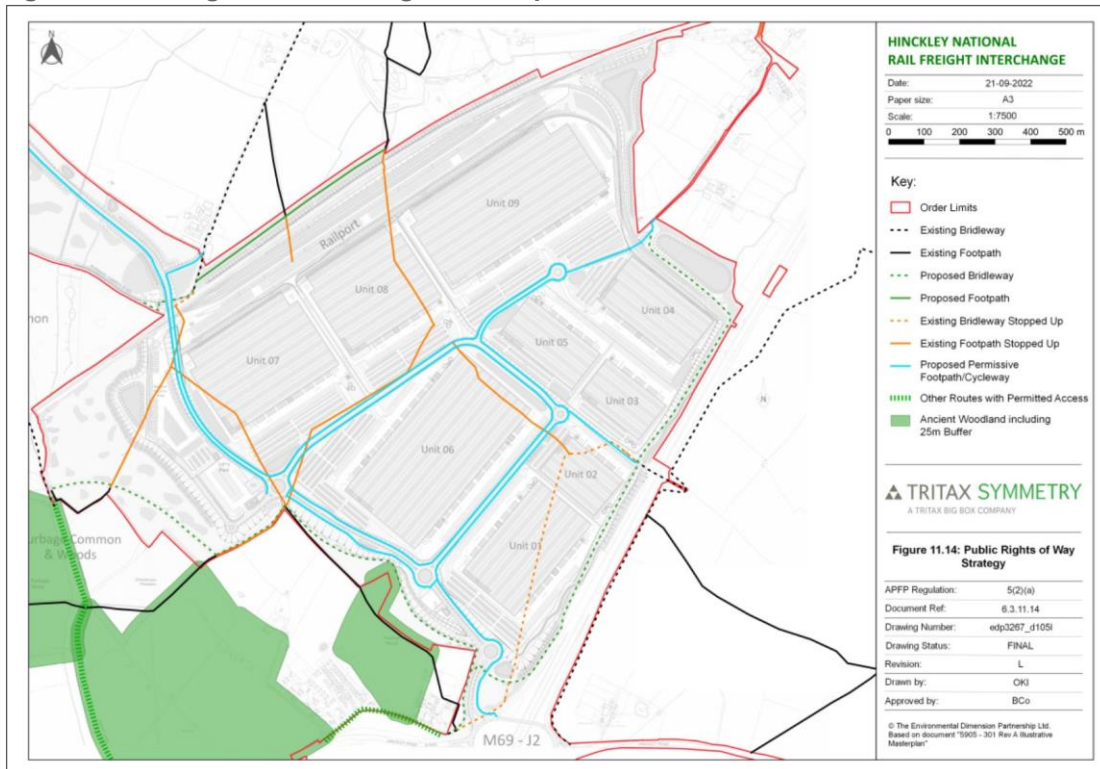 N
HINCKLEY NATIONAL
RAIL FREIGHT INTERCHANGE
Date: 21-09-2022
Paper size: A3
Scale: 1:7500
0 100 200 300 400 500 m
Key:
Order Limits
Existing Bridleway
Existing Footpath
Proposed Bridleway
Proposed Footpath
Existing Bridleway Stopped Up
Existing Footpath Stopped Up
Proposed Permissive
Footpath/Cycleway
Other Routes with Permitted Access
Ancient Woodland including
25m Buffer
TRITAX SYMMETRY
A TRITAX BIG BOX COMPANY
Figure 11.14: Public Rights of Way
Strategy
APFP Regulation: 5(2)(a)
Document Ref: 6.3.11.14
Drawing Number: edp3267_d105l
Drawing Status: FINAL
Revision: L
Drawn by: OKl
Approved by: BCo
© The Environmental Dimension Partnership Ltd.
Based on document "5905 - 301 Rev A Illustrative
Masterplan"
Unit 09
Railport
Unit 08
Unit 04
Unit 07
Unit 05
Unit 03
Unit 06
Unit 02
Unit 01
N
Common
& Woods
M69 - J2